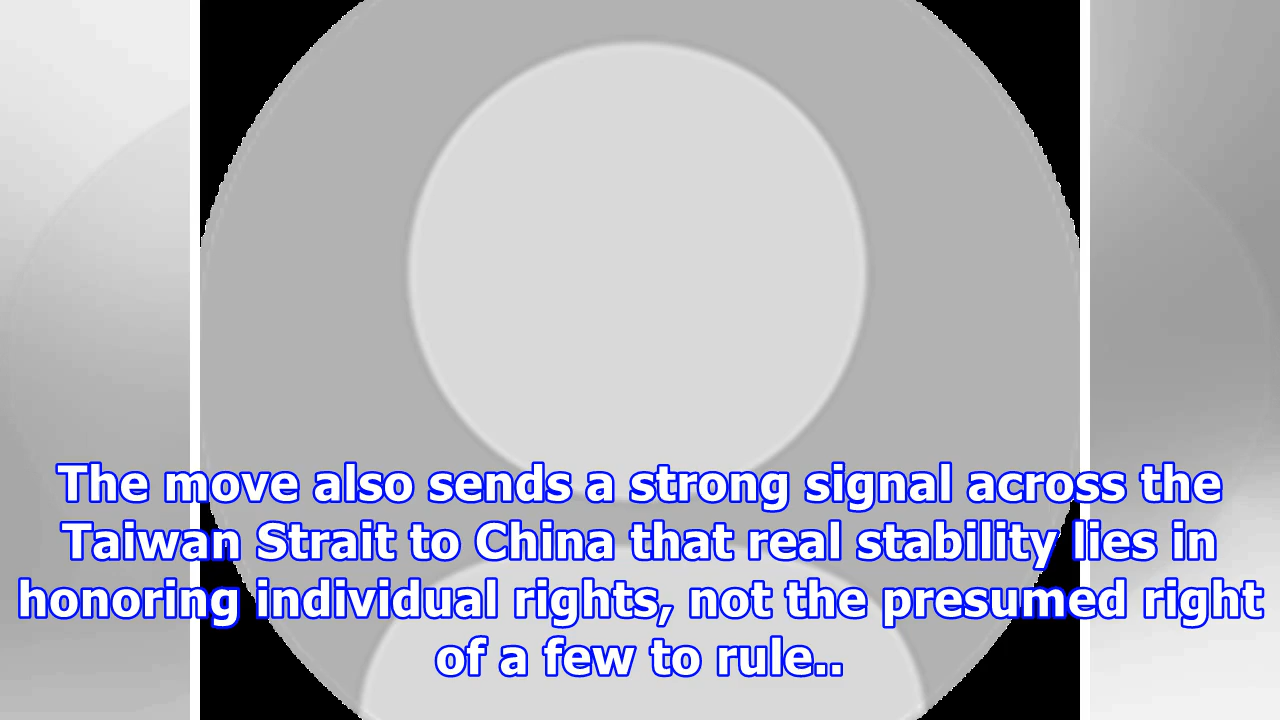 The move also sends a strong signal across the
Taiwan Strait to China that real stability lies in
honoring individual rights, not the presumed right
of a few to rule..